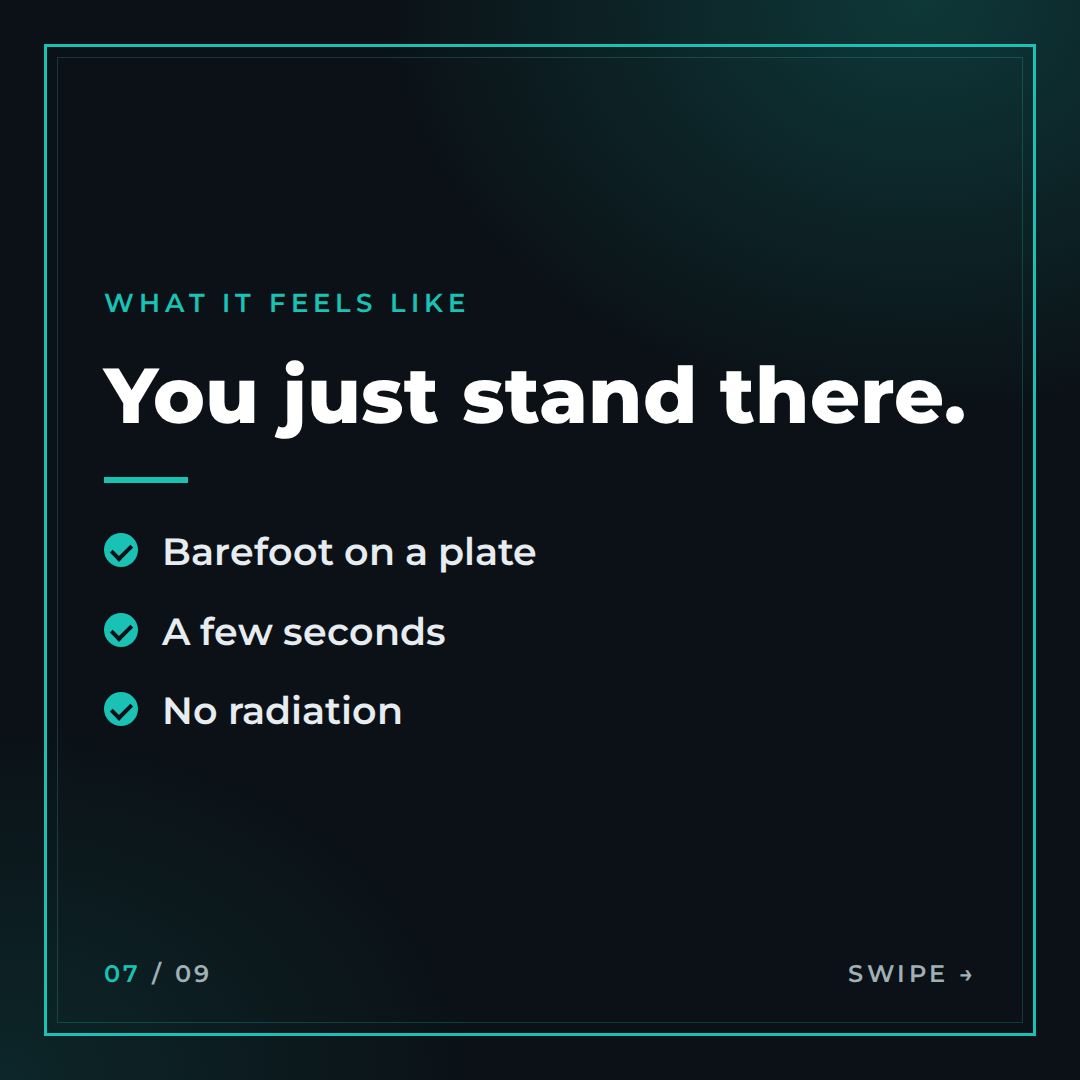 WHAT IT FEELS LIKE
You just stand there.
Barefoot on a plate
A few seconds
No radiation
07 / 09
SWIPE →